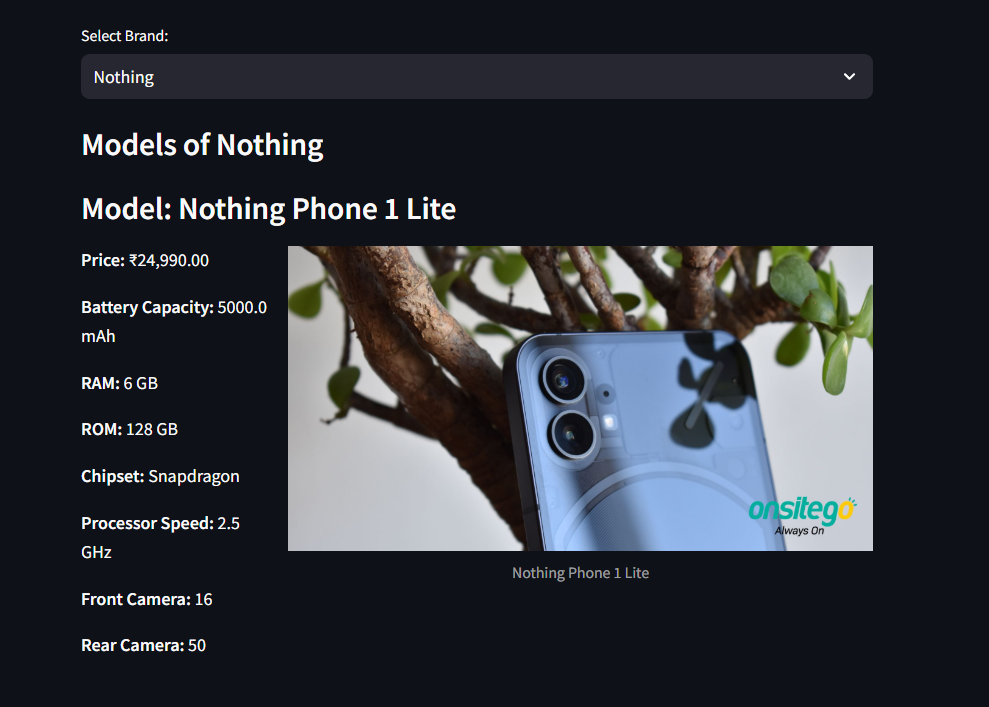 Select Brand:
Nothing
Models of Nothing
Model: Nothing Phone 1 Lite
Price: ₹24,990.00
Battery Capacity: 5000.0
mAh
RAM: 6 GB
ROM: 128 GB
Chipset: Snapdragon
Processor Speed: 2.5
GHz
Front Camera: 16
Rear Camera: 50
onsitego
Always On
Nothing Phone 1 Lite